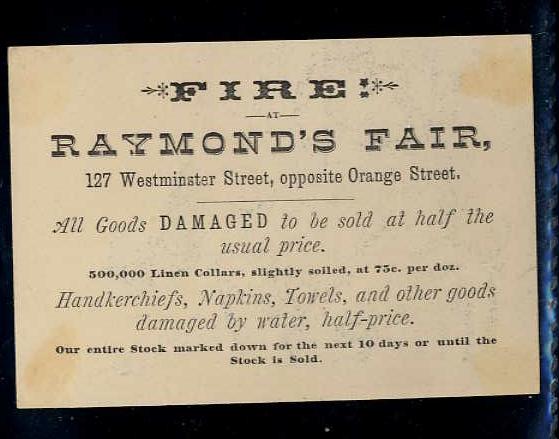 FIRE!
AT
RAYMOND'S FAIR,
127 Westminster Street, opposite Orange Street.
All Goods DAMAGED to be sold at half the
usual price.
500,000 Linen Collars, slightly soiled, at 75c. per doz.
Handkerchiefs, Napkins, Towels, and other goods
damaged by water, half-price.
Our entire Stock marked down for the next 10 days or until the
Stock is Sold.